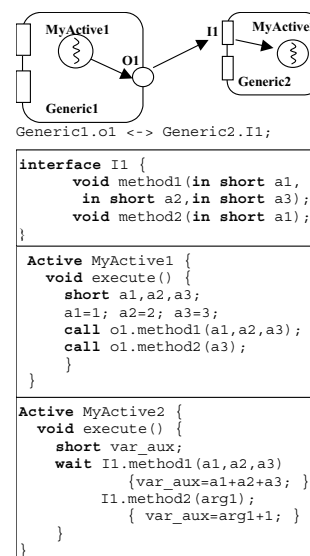 MyActive1
O1
Generic1
I1
Generic2
Generic1.o1 <-> Generic2.I1;
interface I1 {
void method1(in short a1,
in short a2,in short a3);
void method2(in short a1);
}
Active MyActive1 {
void execute() {
short a1,a2,a3;
a1=1; a2=2; a3=3;
call o1.method1(a1,a2,a3);
call o1.method2(a3);
}
}
Active MyActive2 {
void execute() {
short var_aux;
wait I1.method1(a1,a2,a3)
{var_aux=a1+a2+a3; }
I1.method2(arg1);
{ var_aux=arg1+1; }
}
}